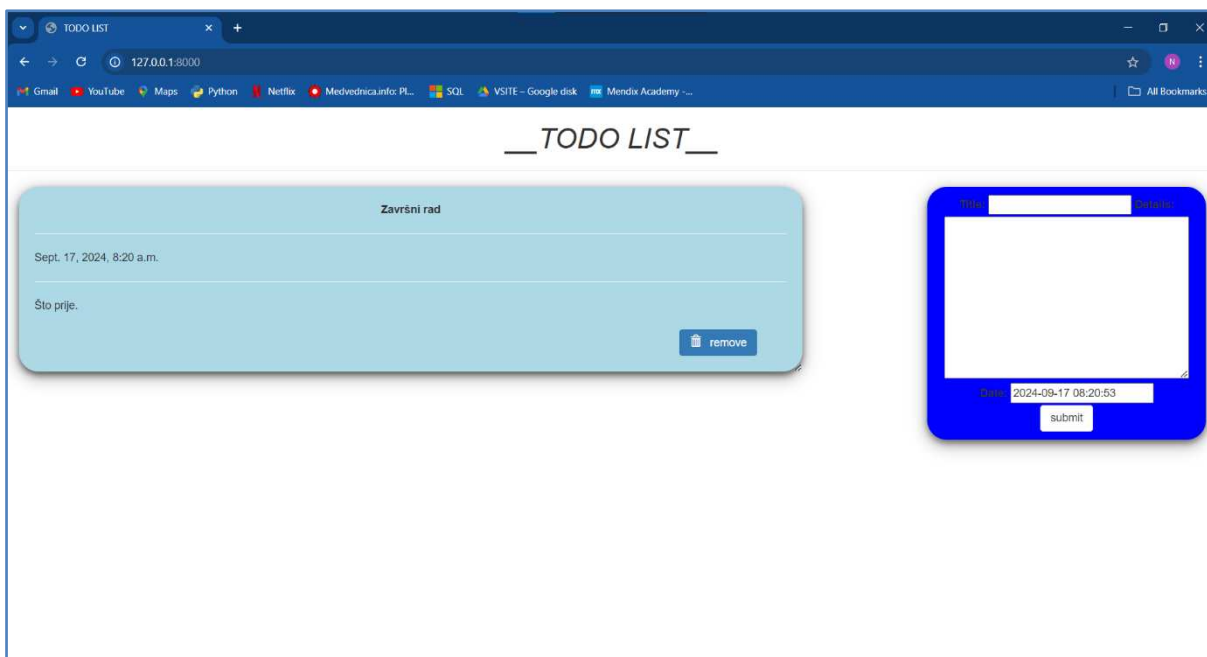 TODO LIST
127.0.0.1:8000
Gmail YouTube Maps Python Netflix Medvednica.info: Pl... SQL VSITE – Google disk mx Mendix Academy -... All Bookmarks
N
__TODO LIST__
Završni rad
Sept. 17, 2024, 8:20 a.m.
Što prije.
remove
Title: Details:
Date: 2024-09-17 08:20:53
submit